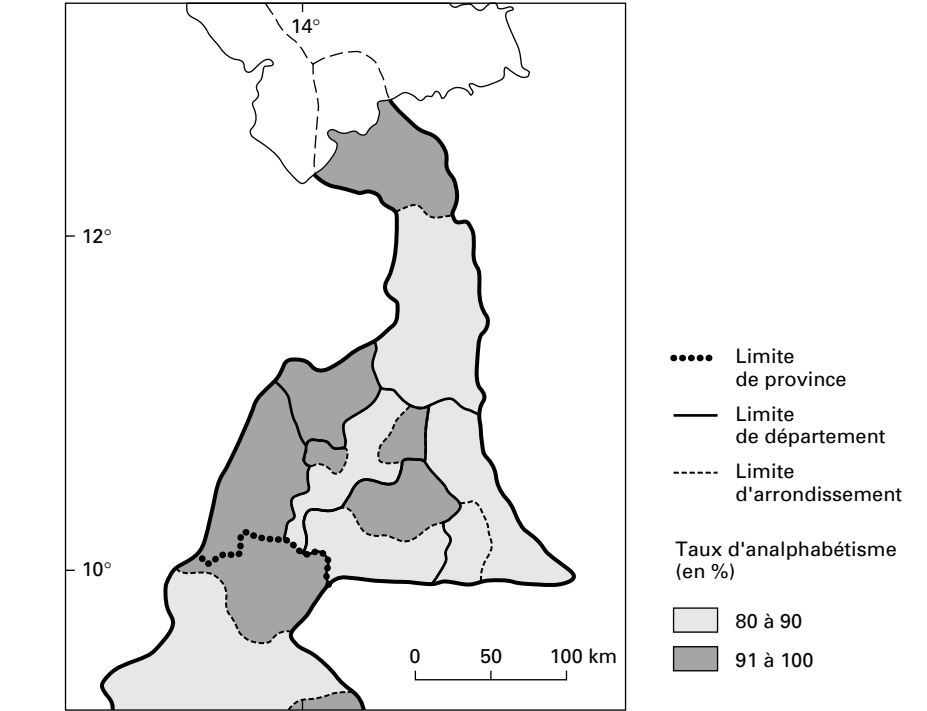 14°
12°
10°
0 50 100 km
Limite
de province
Limite
de département
Limite
d'arrondissement
Taux d'analphabétisme
(en %)
80 à 90
91 à 100